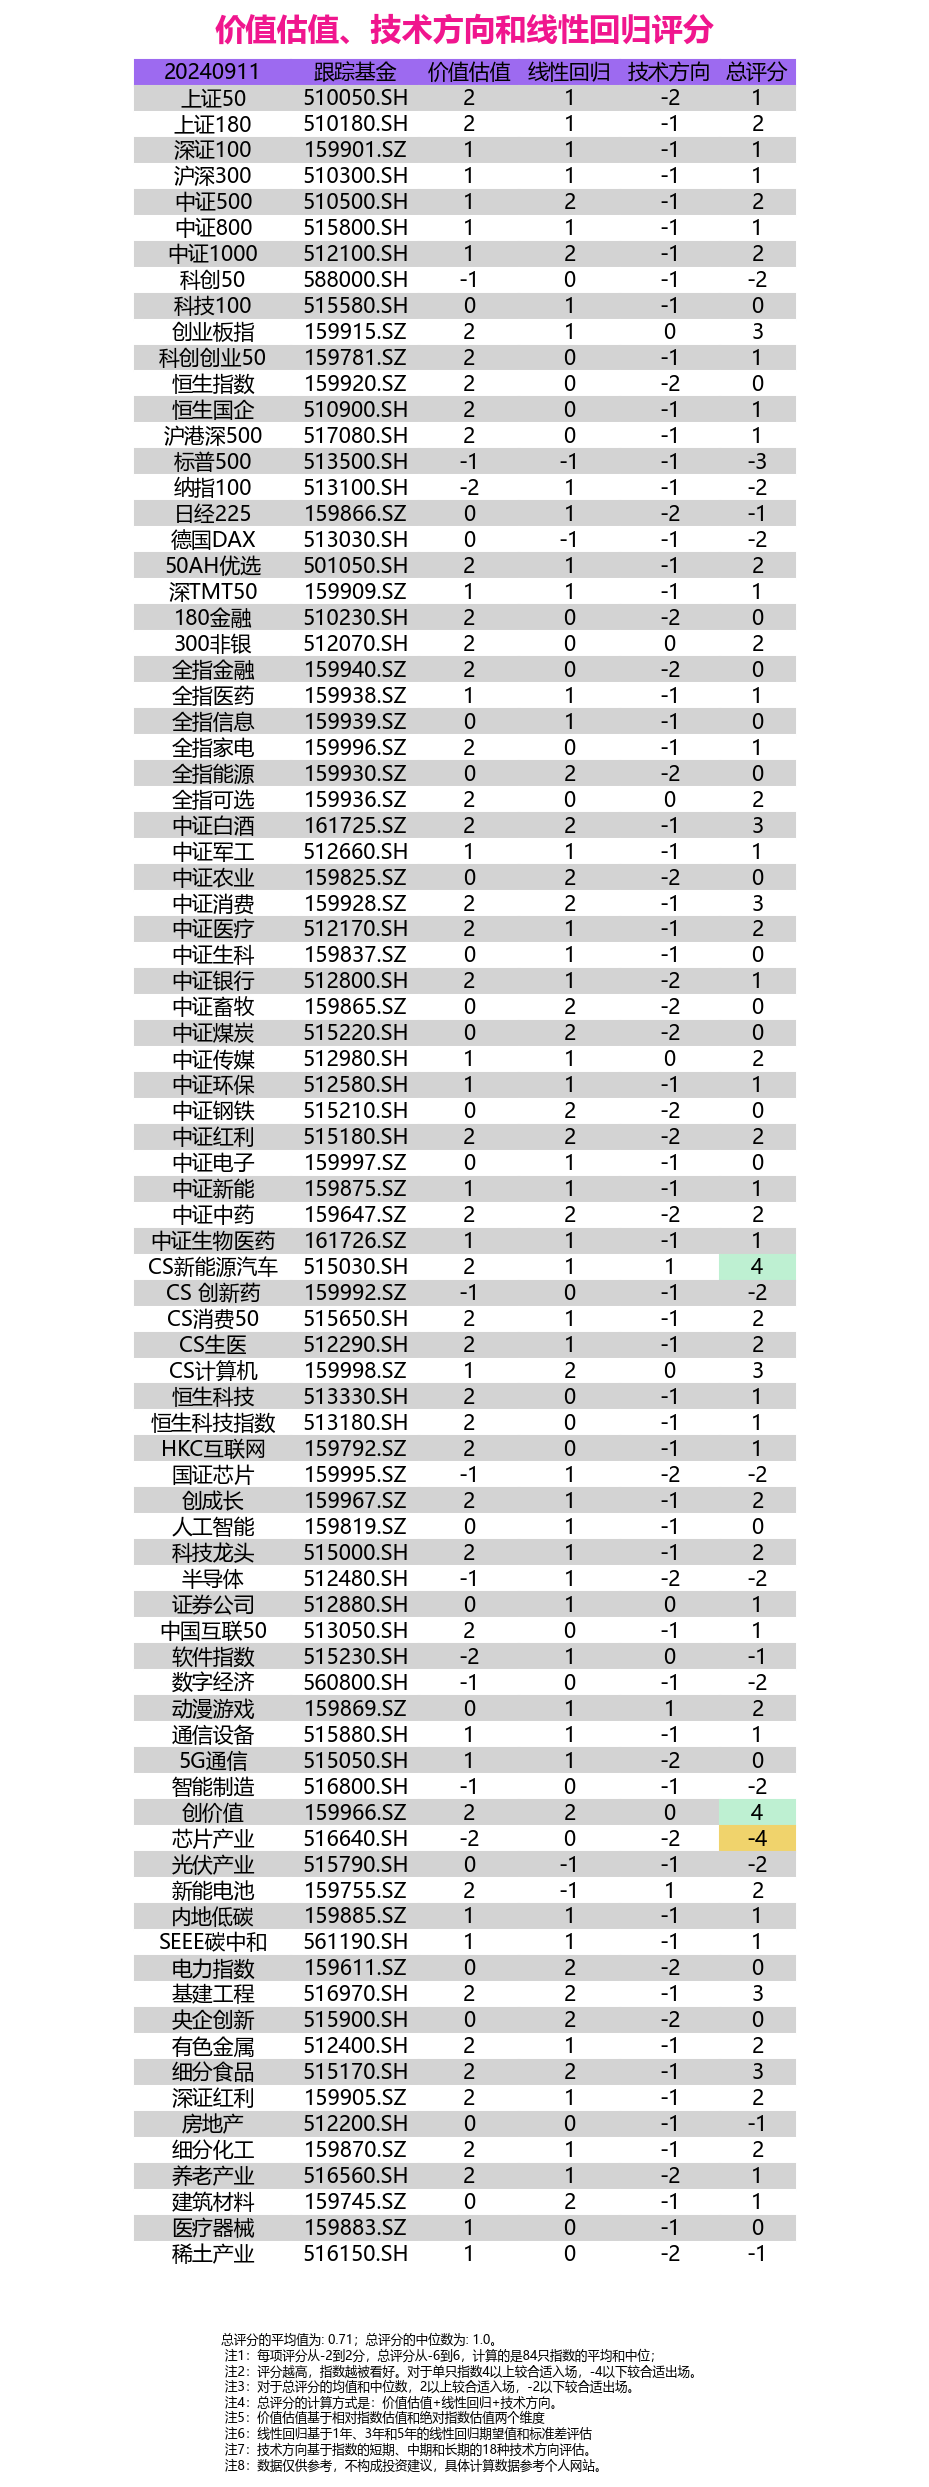 价值估值、技术方向和线性回归评分
20240911 跟踪基金 价值估值 线性回归 技术方向 总评分
上证50 510050.SH 2 1 -2 1
上证180 510180.SH 2 1 -1 2
深证100 159901.SZ 1 1 -1 1
沪深300 510300.SH 1 1 -1 1
中证500 510500.SH 1 2 -1 2
中证800 515800.SH 1 1 -1 1
中证1000 512100.SH 1 2 -1 2
科创50 588000.SH -1 0 -1 -2
科技100 515580.SH 0 1 -1 0
创业板指 159915.SZ 2 1 0 3
科创创业50 159781.SZ 2 0 -1 1
恒生指数 159920.SZ 2 0 -2 0
恒生国企 510900.SH 2 0 -1 1
沪港深500 517080.SH 2 0 -1 1
标普500 513500.SH -1 -1 -1 -3
纳指100 513100.SH -2 1 -1 -2
日经225 159866.SZ 0 1 -2 -1
德国DAX 513030.SH 0 -1 -1 -2
50AH优选 501050.SH 2 1 -1 2
深TMT50 159909.SZ 1 1 -1 1
180金融 510230.SH 2 0 -2 0
300非银 512070.SH 2 0 0 2
全指金融 159940.SZ 2 0 -2 0
全指医药 159938.SZ 1 1 -1 1
全指信息 159939.SZ 0 1 -1 0
全指家电 159996.SZ 2 0 -1 1
全指能源 159930.SZ 0 2 -2 0
全指可选 159936.SZ 2 0 0 2
中证白酒 161725.SZ 2 2 -1 3
中证军工 512660.SH 1 1 -1 1
中证农业 159825.SZ 0 2 -2 0
中证消费 159928.SZ 2 2 -1 3
中证医疗 512170.SH 2 1 -1 2
中证生科 159837.SZ 0 1 -1 0
中证银行 512800.SH 2 1 -2 1
中证畜牧 159865.SZ 0 2 -2 0
中证煤炭 515220.SH 0 2 -2 0
中证传媒 512980.SH 1 1 0 2
中证环保 512580.SH 1 1 -1 1
中证钢铁 515210.SH 0 2 -2 0
中证红利 515180.SH 2 2 -2 2
中证电子 159997.SZ 0 1 -1 0
中证新能 159875.SZ 1 1 -1 1
中证中药 159647.SZ 2 2 -2 2
中证生物医药 161726.SZ 1 1 -1 1
CS新能源汽车 515030.SH 2 1 1 4
CS 创新药 159992.SZ -1 0 -1 -2
CS消费50 515650.SH 2 1 -1 2
CS生医 512290.SH 2 1 -1 2
CS计算机 159998.SZ 1 2 0 3
恒生科技 513330.SH 2 0 -1 1
恒生科技指数 513180.SH 2 0 -1 1
HKC互联网 159792.SZ 2 0 -1 1
国证芯片 159995.SZ -1 1 -2 -2
创成长 159967.SZ 2 1 -1 2
人工智能 159819.SZ 0 1 -1 0
科技龙头 515000.SH 2 1 -1 2
半导体 512480.SH -1 1 -2 -2
证券公司 512880.SH 0 1 0 1
中国互联50 513050.SH 2 0 -1 1
软件指数 515230.SH -2 1 0 -1
数字经济 560800.SH -1 0 -1 -2
动漫游戏 159869.SZ 0 1 1 2
通信设备 515880.SH 1 1 -1 1
5G通信 515050.SH 1 1 -2 0
智能制造 516800.SH -1 0 -1 -2
创价值 159966.SZ 2 2 0 4
芯片产业 516640.SH -2 0 -2 -4
光伏产业 515790.SH 0 -1 -1 -2
新能电池 159755.SZ 2 -1 1 2
内地低碳 159885.SZ 1 1 -1 1
SEEE碳中和 561190.SH 1 1 -1 1
电力指数 159611.SZ 0 2 -2 0
基建工程 516970.SH 2 2 -1 3
央企创新 515900.SH 0 2 -2 0
有色金属 512400.SH 2 1 -1 2
细分食品 515170.SH 2 2 -1 3
深证红利 159905.SZ 2 1 -1 2
房地产 512200.SH 0 0 -1 -1
细分化工 159870.SZ 2 1 -1 2
养老产业 516560.SH 2 1 -2 1
建筑材料 159745.SZ 0 2 -1 1
医疗器械 159883.SZ 1 0 -1 0
稀土产业 516150.SH 1 0 -2 -1
总评分的平均值为: 0.71；总评分的中位数为: 1.0。
注1：每项评分从-2到2分，总评分从-6到6，计算的是84只指数的平均和中位；
注2：评分越高，指数越被看好。对于单只指数4以上较合适入场，-4以下较合适出场。
注3：对于总评分的均值和中位数，2以上较合适入场，-2以下较合适出场。
注4：总评分的计算方式是：价值估值+线性回归+技术方向。
注5：价值估值基于相对指数估值和绝对指数估值两个维度
注6：线性回归基于1年、3年和5年的线性回归期望值和标准差评估
注7：技术方向基于指数的短期、中期和长期的18种技术方向评估。
注8：数据仅供参考，不构成投资建议，具体计算数据参考个人网站。